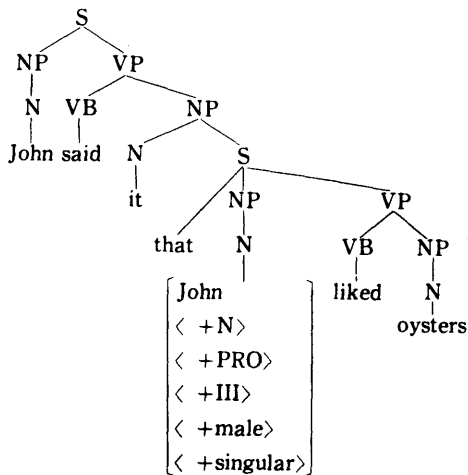 S
NP VP
N VB NP
John said N S
it NP VP
that N VB NP
John liked N
⟨ +N⟩ oysters
⟨ +PRO⟩
⟨ +III⟩
⟨ +male⟩
⟨ +singular⟩